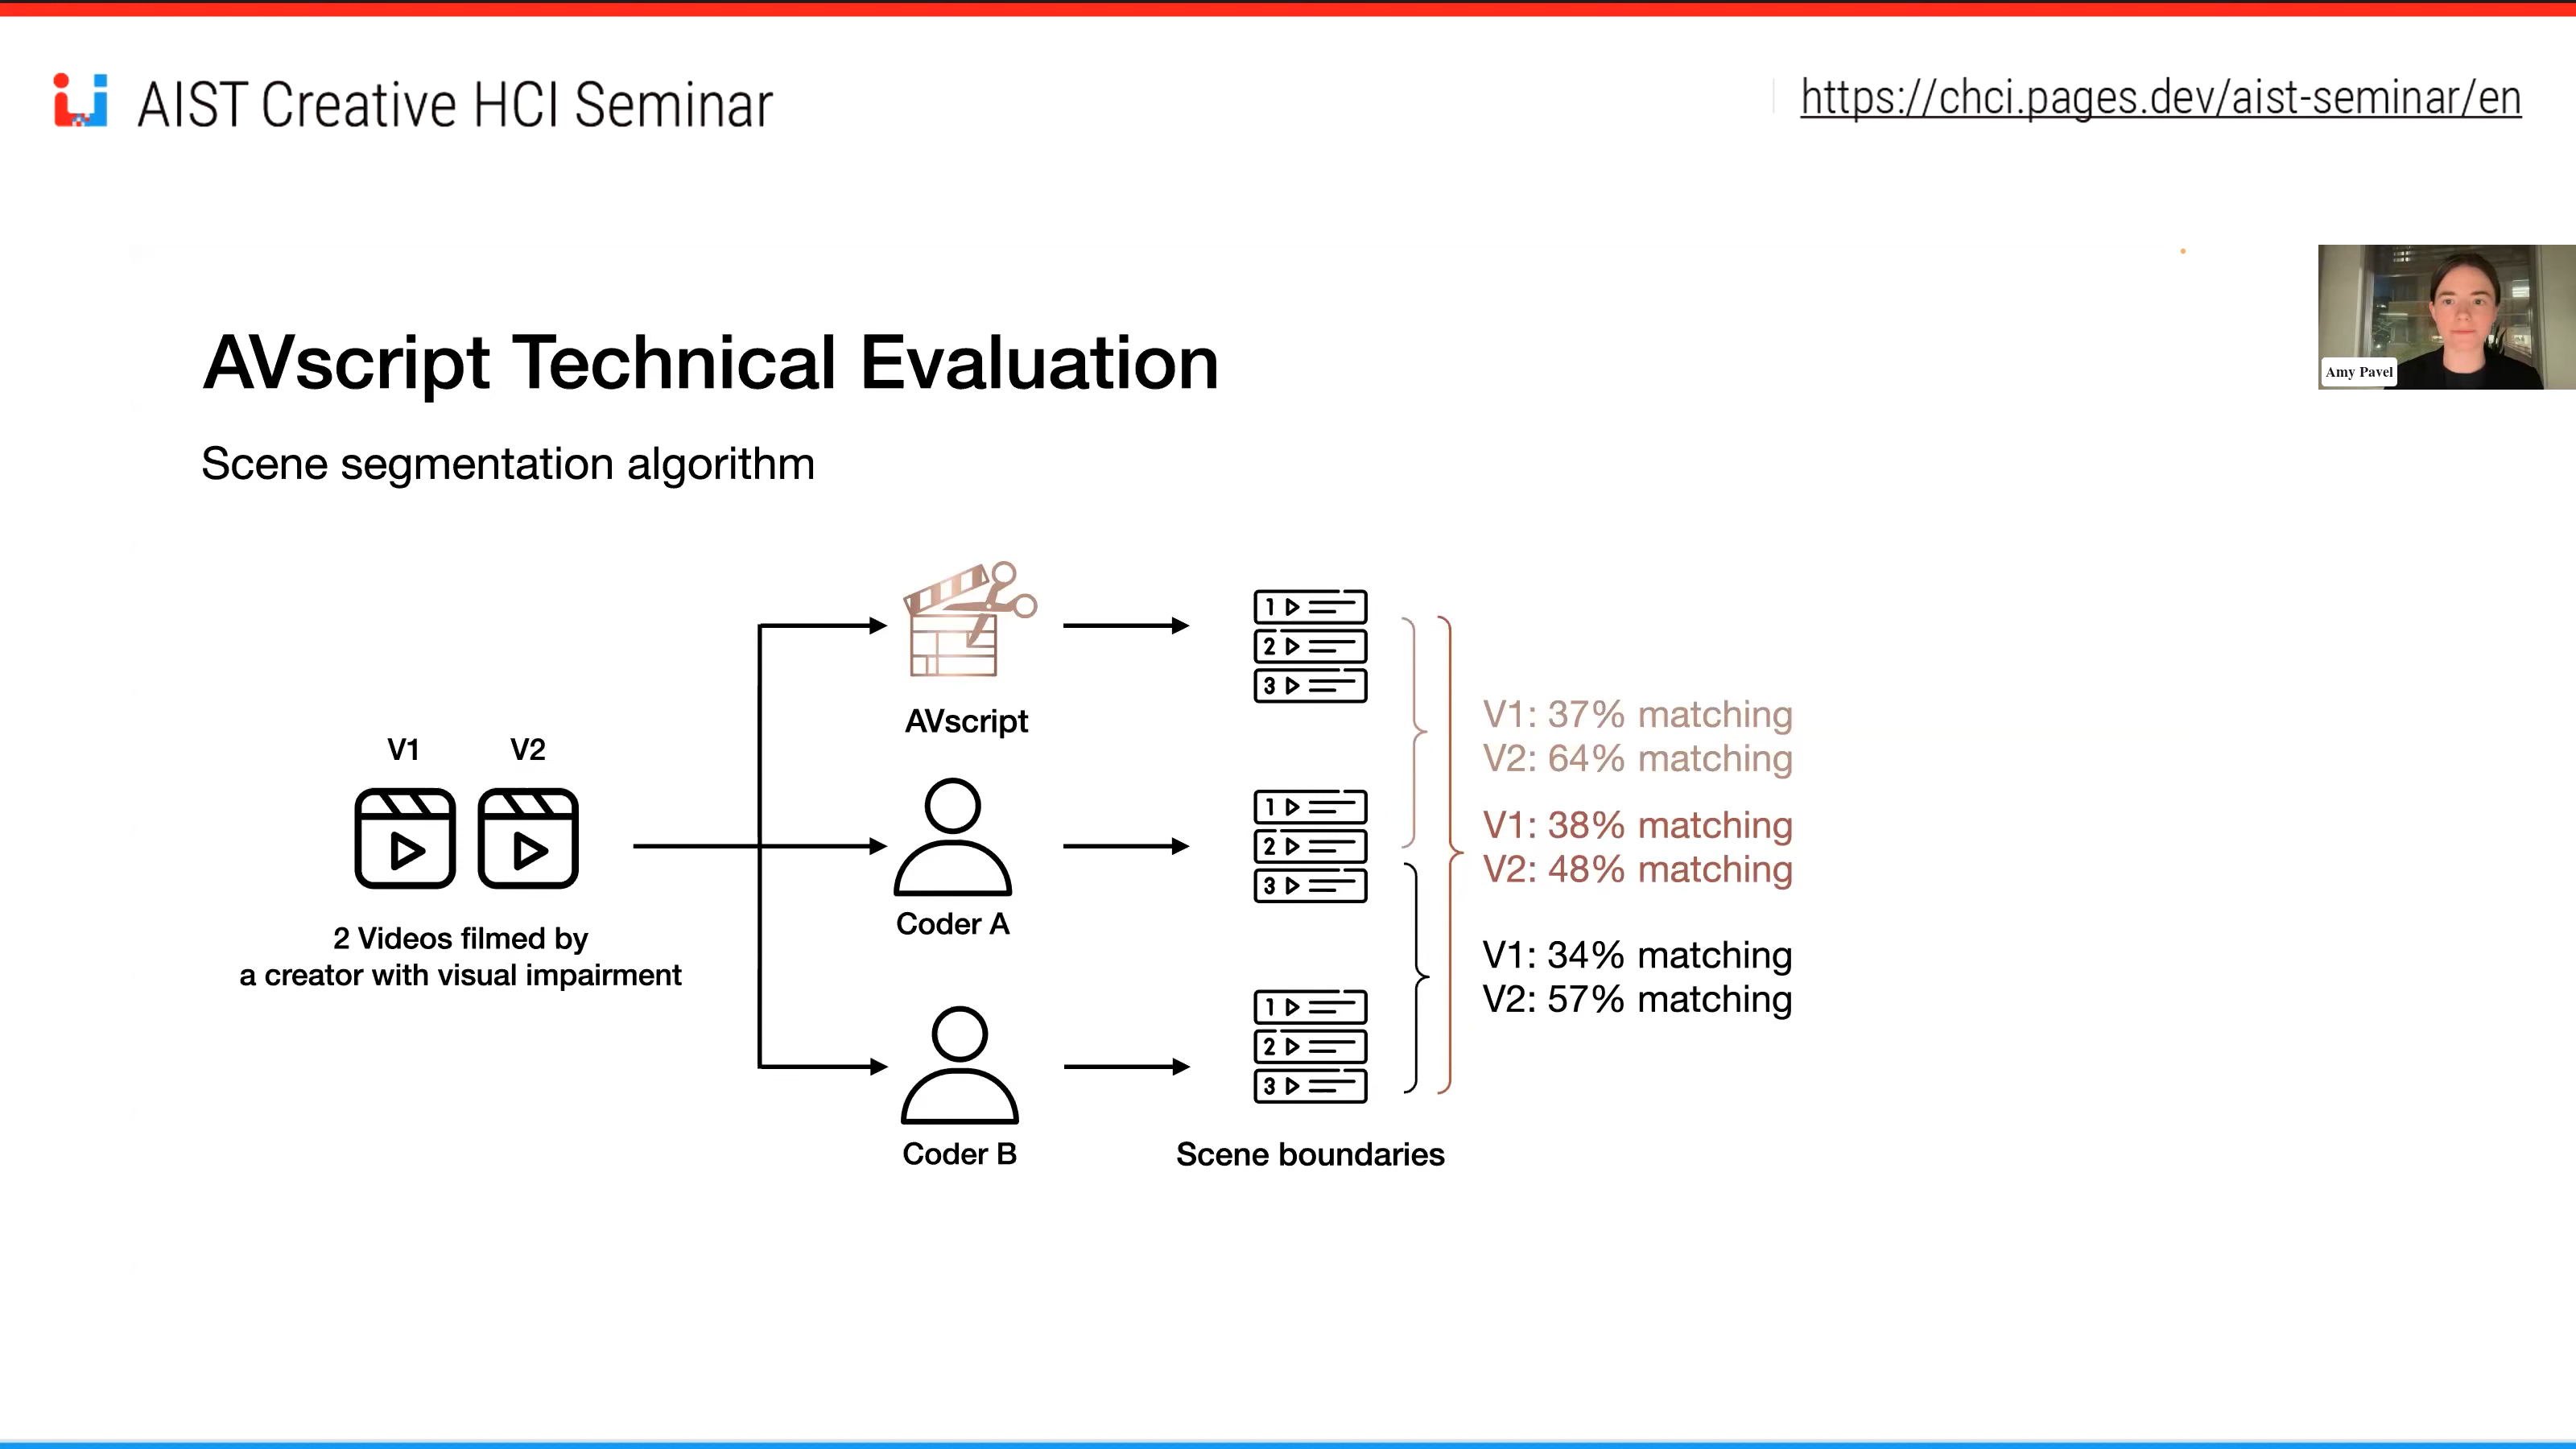 AIST Creative HCI Seminar
https://chci.pages.dev/aist-seminar/en
Amy Pavel
AVscript Technical Evaluation
Scene segmentation algorithm
V1
V2
2 Videos filmed by
a creator with visual impairment
AVscript
Coder A
Coder B
1
2
3
1
2
3
1
2
3
Scene boundaries
V1: 37% matching
V2: 64% matching
V1: 38% matching
V2: 48% matching
V1: 34% matching
V2: 57% matching